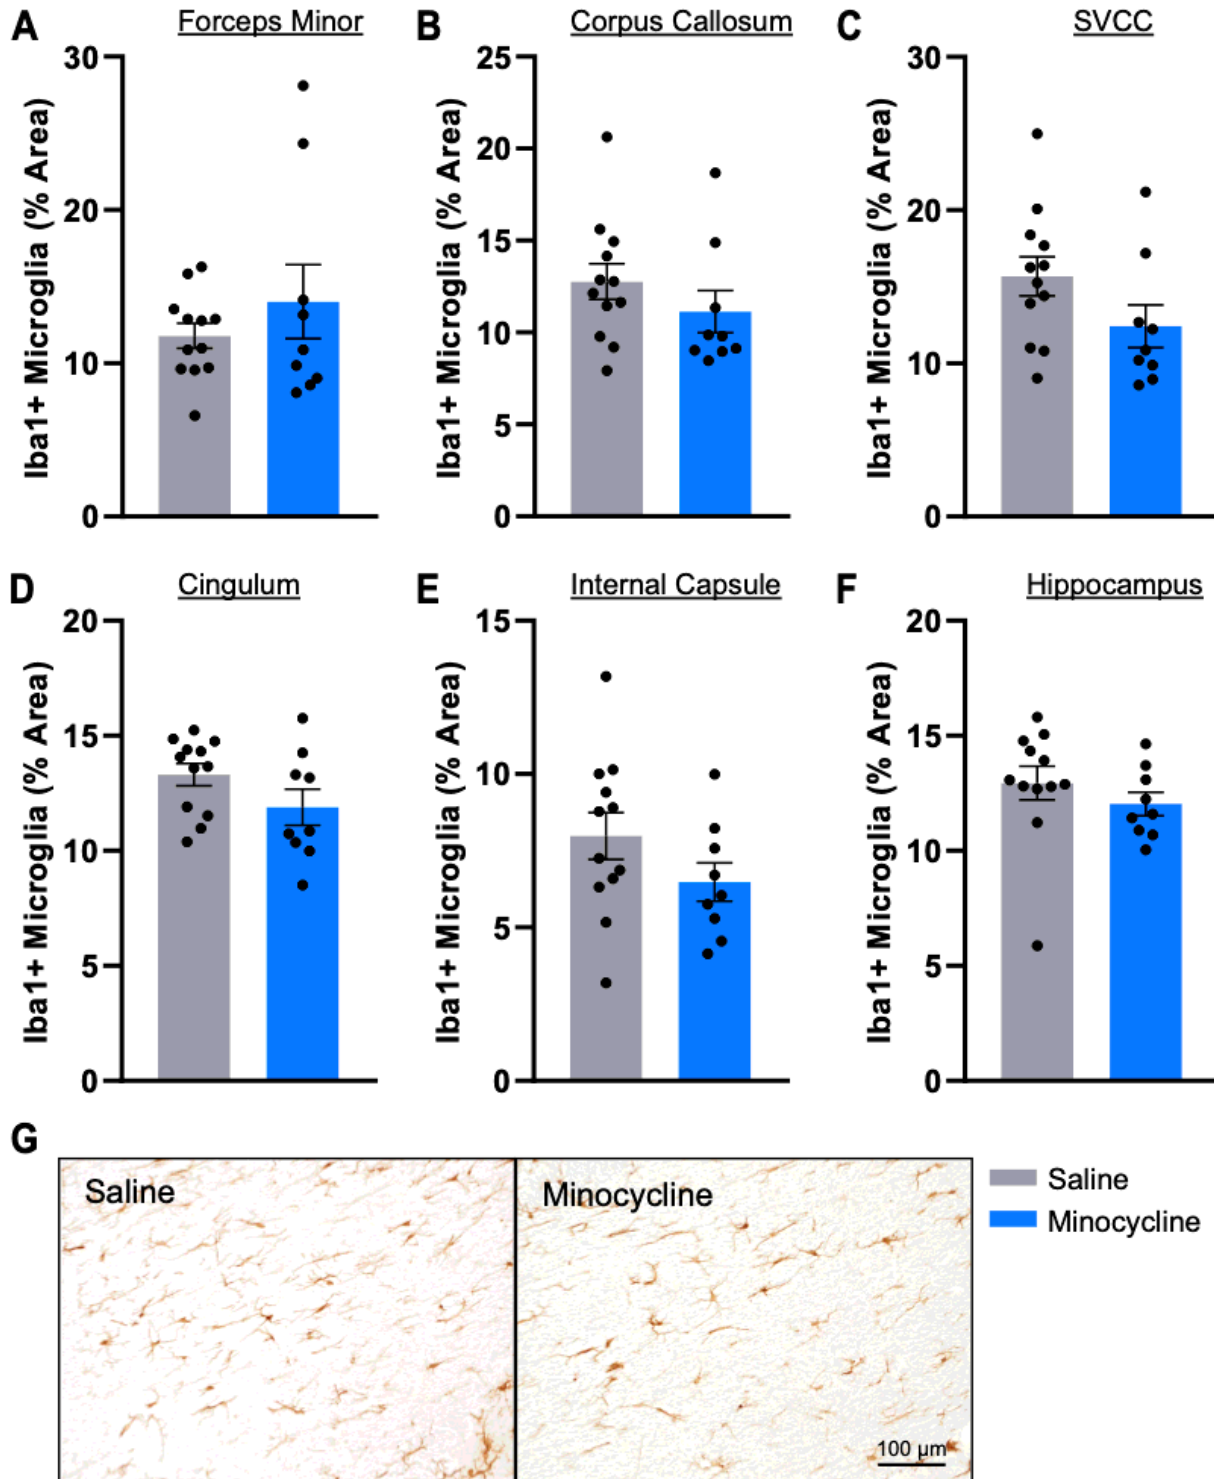 A Forceps Minor
Iba1+ Microglia (% Area)
30
20
10
0
B Corpus Callosum
Iba1+ Microglia (% Area)
25
20
15
10
5
0
C SVCC
Iba1+ Microglia (% Area)
30
20
10
0
D Cingulum
Iba1+ Microglia (% Area)
20
15
10
5
0
E Internal Capsule
Iba1+ Microglia (% Area)
15
10
5
0
F Hippocampus
Iba1+ Microglia (% Area)
20
15
10
5
0
G
Saline
Minocycline
100 µm
Saline
Minocycline